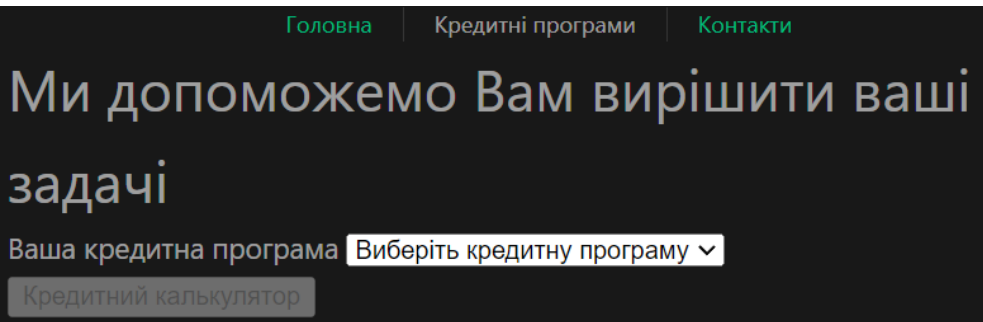 Головна Кредитні програми Контакти
Ми допоможемо Вам вирішити ваші
задачі
Ваша кредитна програма Виберіть кредитну програму
Кредитний калькулятор